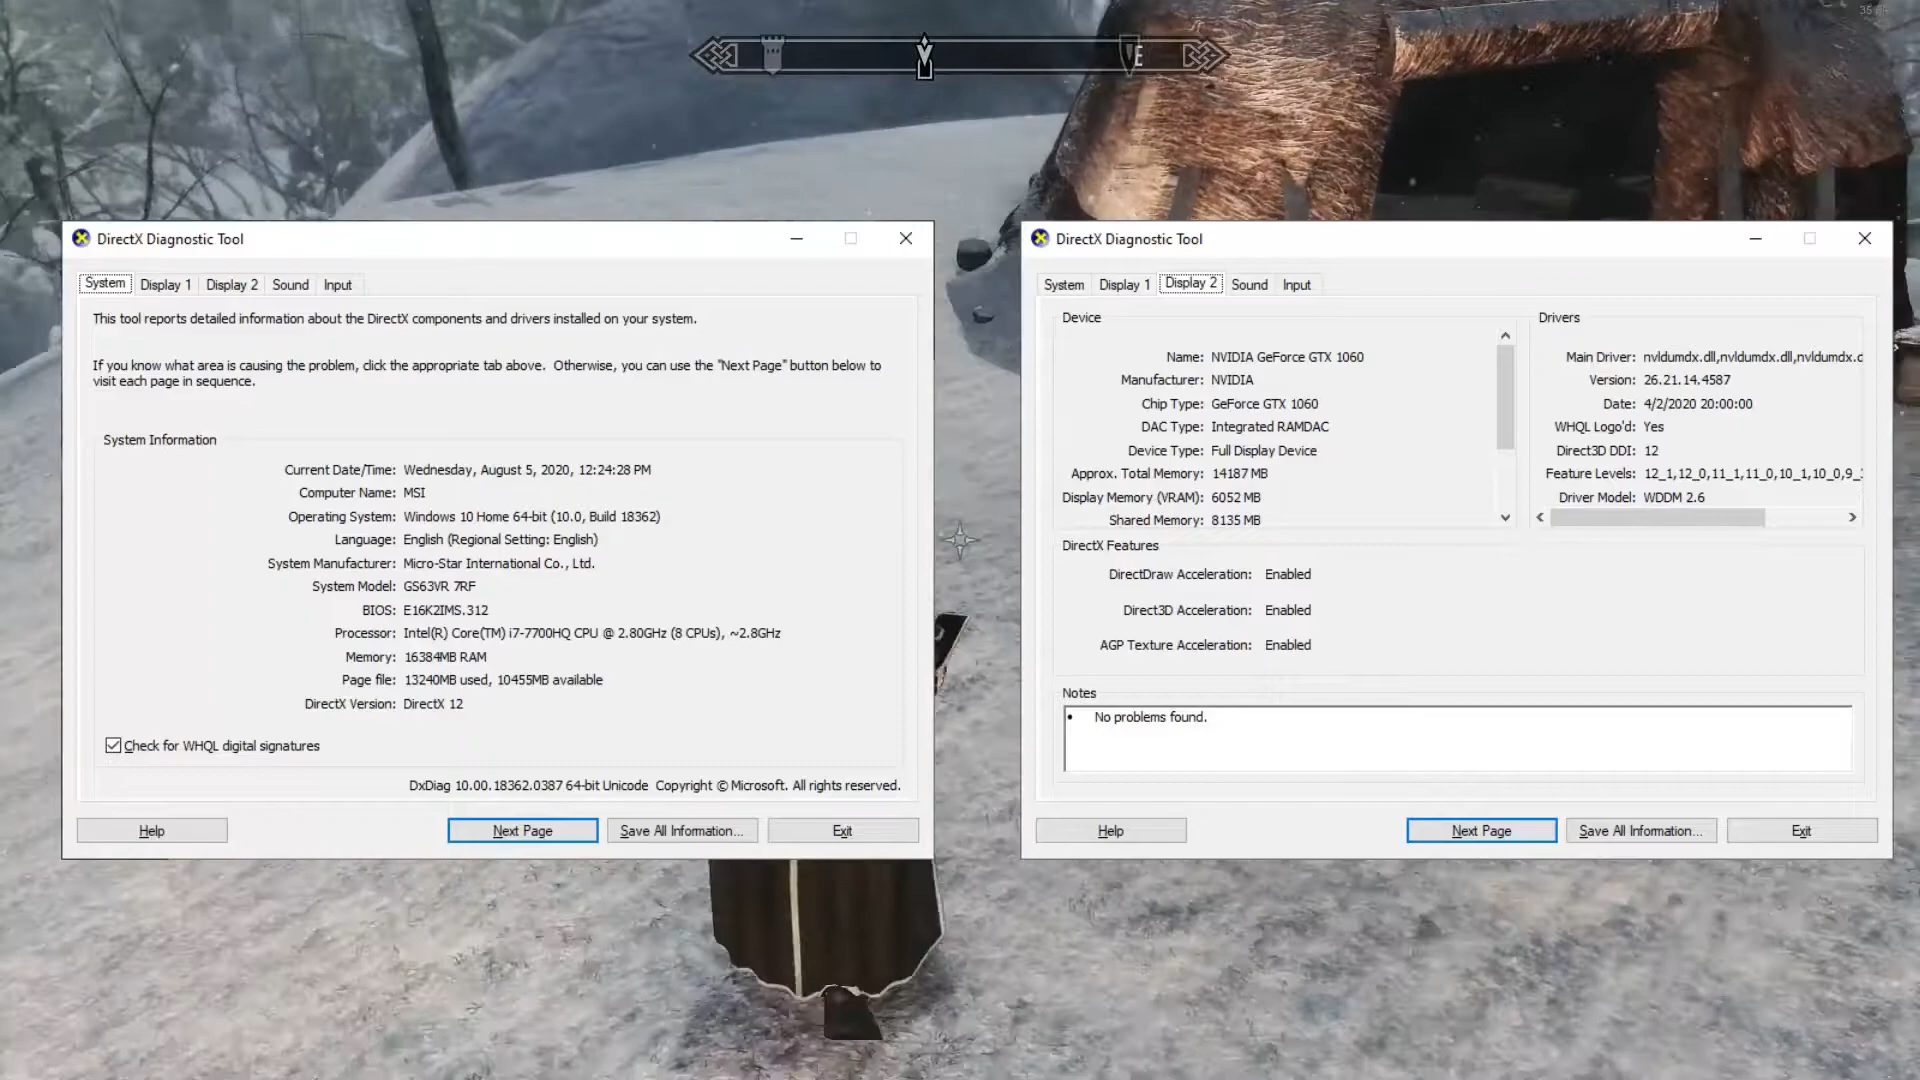 E
DirectX Diagnostic Tool
System Display 1 Display 2 Sound Input
This tool reports detailed information about the DirectX components and drivers installed on your system.
If you know what area is causing the problem, click the appropriate tab above. Otherwise, you can use the "Next Page" button below to
visit each page in sequence.
System Information
Current Date/Time: Wednesday, August 5, 2020, 12:24:28 PM
Computer Name: MSI
Operating System: Windows 10 Home 64-bit (10.0, Build 18362)
Language: English (Regional Setting: English)
System Manufacturer: Micro-Star International Co., Ltd.
System Model: GS63VR 7RF
BIOS: E16K2IMS.312
Processor: Intel(R) Core(TM) i7-7700HQ CPU @ 2.80GHz (8 CPUs), ~2.8GHz
Memory: 16384MB RAM
Page file: 13240MB used, 10455MB available
DirectX Version: DirectX 12
Check for WHQL digital signatures
DxDiag 10.00.18362.0387 64-bit Unicode Copyright © Microsoft. All rights reserved.
Help Next Page Save All Information... Exit
DirectX Diagnostic Tool
System Display 1 Display 2 Sound Input
Device
Name: NVIDIA GeForce GTX 1060
Manufacturer: NVIDIA
Chip Type: GeForce GTX 1060
DAC Type: Integrated RAMDAC
Device Type: Full Display Device
Approx. Total Memory: 14187 MB
Display Memory (VRAM): 6052 MB
Shared Memory: 8135 MB
Drivers
Main Driver: nvldumdx.dll,nvldumdx.dll,nvldumdx.d
Version: 26.21.14.4587
Date: 4/2/2020 20:00:00
WHQL Logo'd: Yes
Direct3D DDI: 12
Feature Levels: 12_1,12_0,11_1,11_0,10_1,10_0,9_
Driver Model: WDDM 2.6
DirectX Features
DirectDraw Acceleration: Enabled
Direct3D Acceleration: Enabled
AGP Texture Acceleration: Enabled
Notes
• No problems found.
Help Next Page Save All Information... Exit